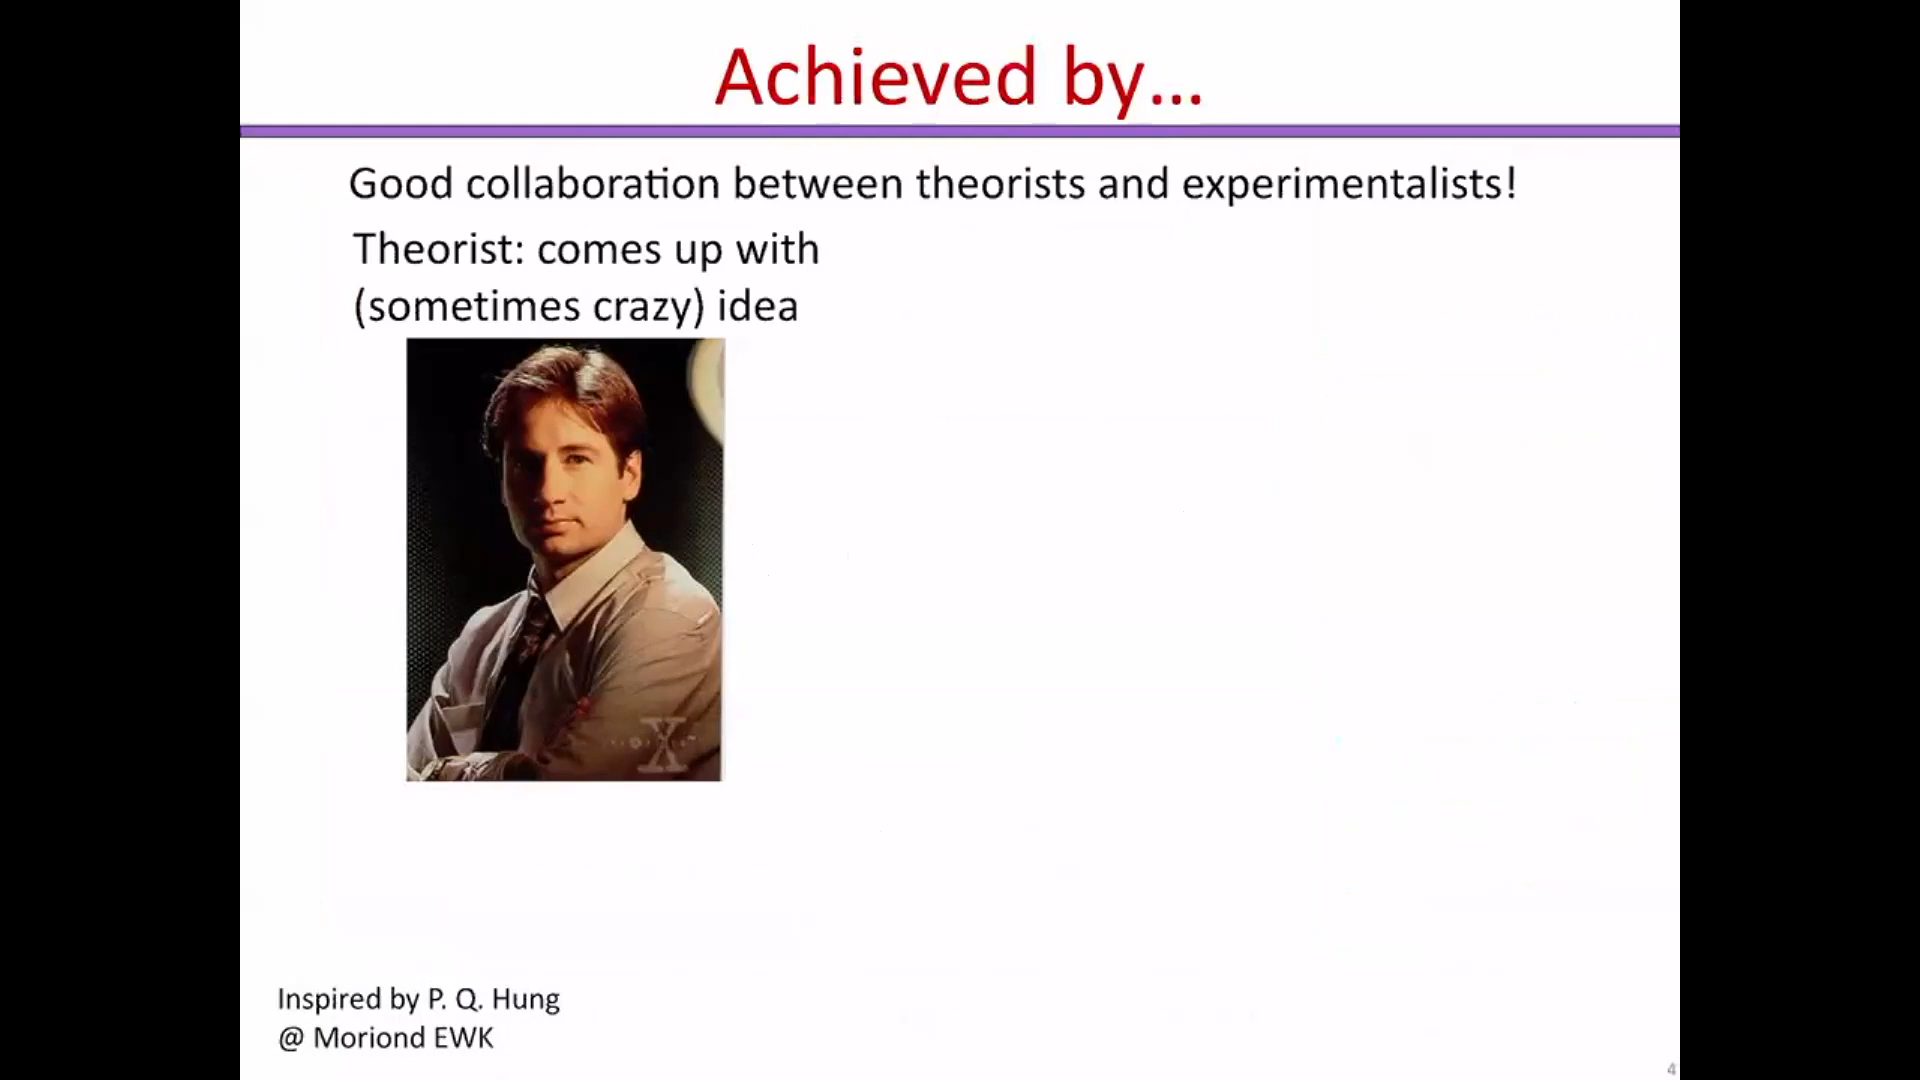 Achieved by...
Good collaboration between theorists and experimentalists!
Theorist: comes up with
(sometimes crazy) idea
X
Inspired by P. Q. Hung
@ Moriond EWK
4